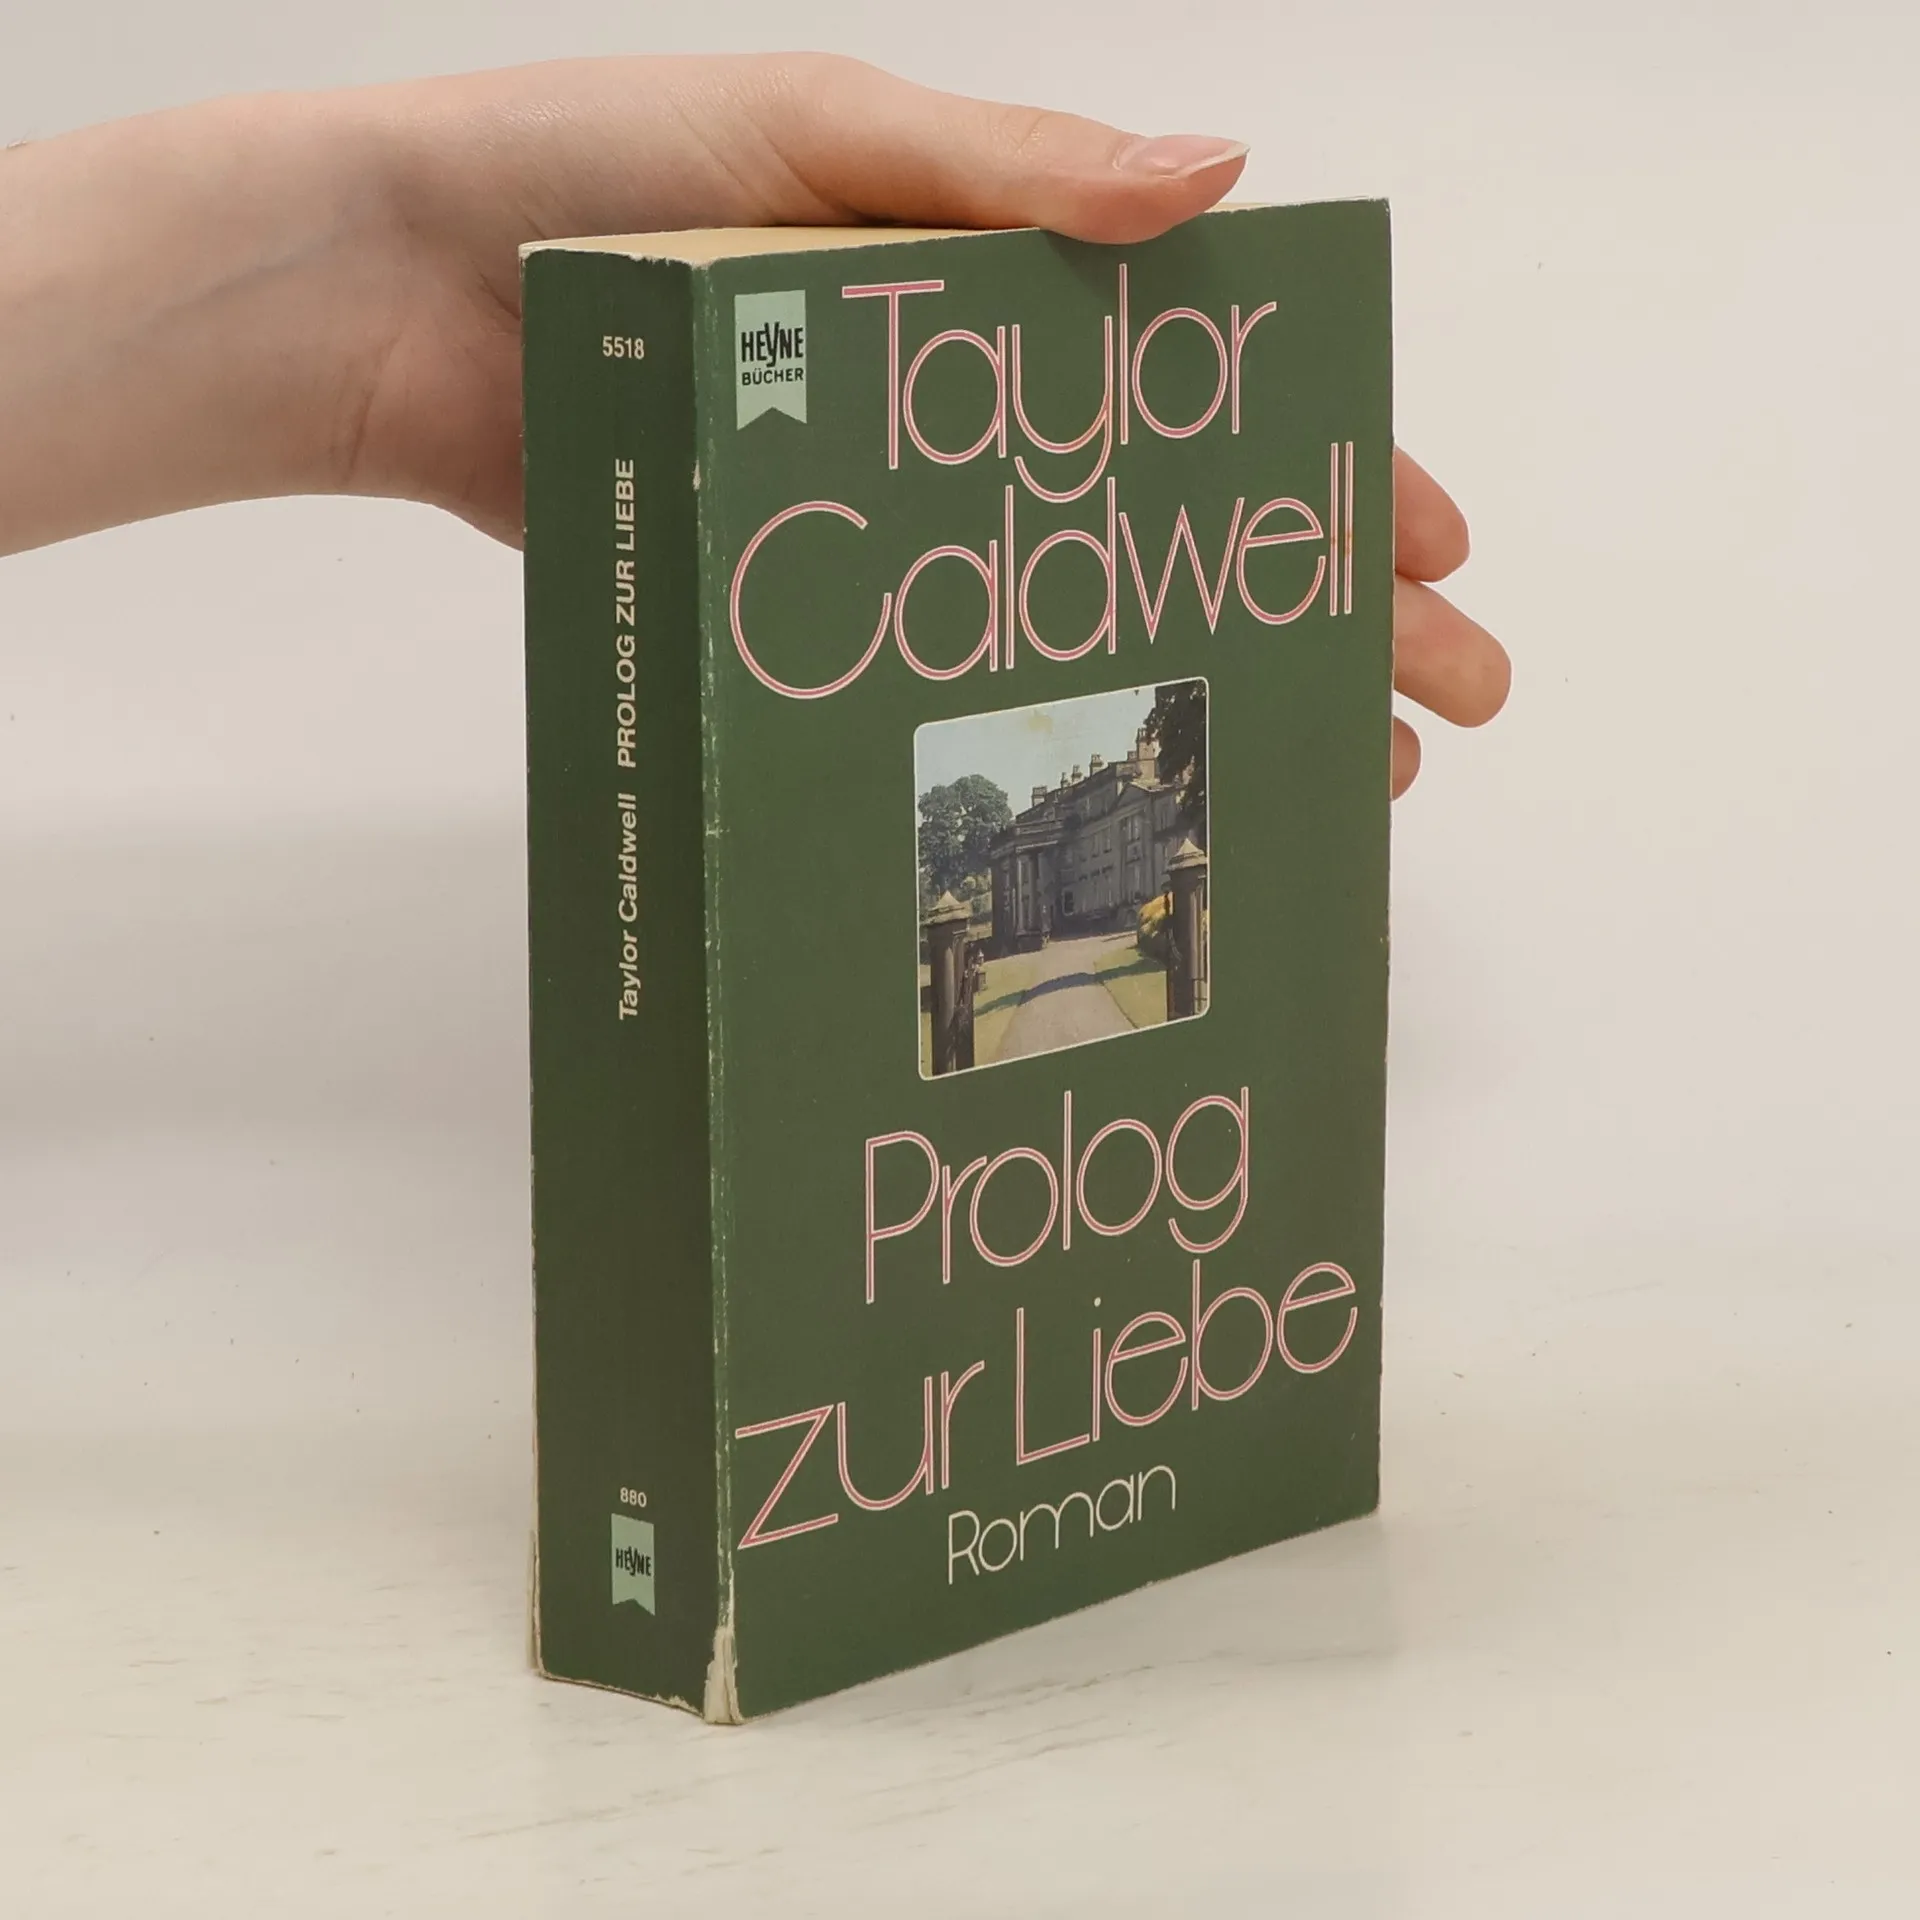 5518
Taylor Caldwell PROLOG ZUR LIEBE
880
HEYNE
HEYNE
BÜCHER
Taylor
Caldwell
Prolog
zur Liebe
Roman